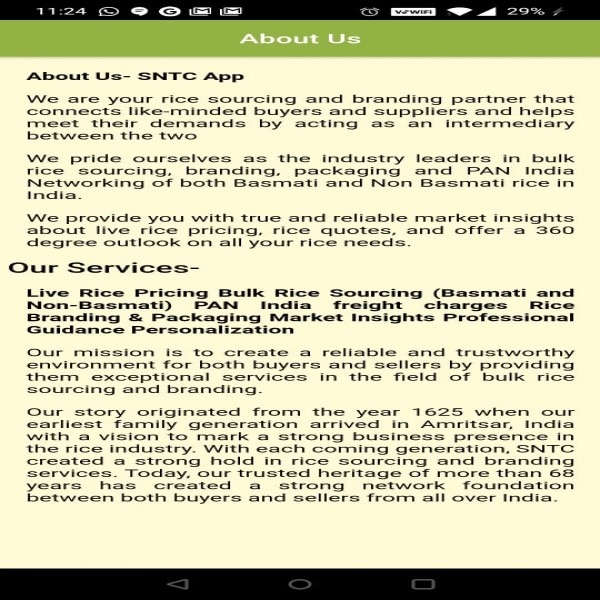 11:24
VoWiFi
29%
About Us
About Us- SNTC App
We are your rice sourcing and branding partner that
connects like-minded buyers and suppliers and helps
meet their demands by acting as an intermediary
between the two
We pride ourselves as the industry leaders in bulk
rice sourcing, branding, packaging and PAN India
Networking of both Basmati and Non Basmati rice in
India.
We provide you with true and reliable market insights
about live rice pricing, rice quotes, and offer a 360
degree outlook on all your rice needs.
Our Services-
Live Rice Pricing Bulk Rice Sourcing (Basmati and
Non-Basmati) PAN India freight charges Rice
Branding & Packaging Market Insights Professional
Guidance Personalization
Our mission is to create a reliable and trustworthy
environment for both buyers and sellers by providing
them exceptional services in the field of bulk rice
sourcing and branding.
Our story originated from the year 1625 when our
earliest family generation arrived in Amritsar, India
with a vision to mark a strong business presence in
the rice industry. With each coming generation, SNTC
created a strong hold in rice sourcing and branding
services. Today, our trusted heritage of more than 68
years has created a strong network foundation
between both buyers and sellers from all over India.